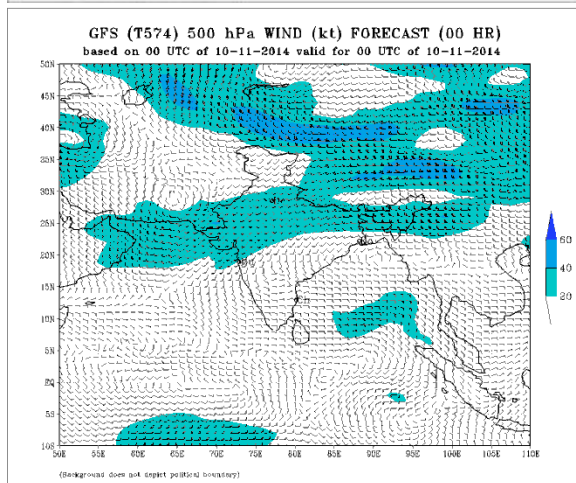 GFS (T574) 500 hPa WIND (kt) FORECAST (00 HR)
based on 00 UTC of 10-11-2014 valid for 00 UTC of 10-11-2014
50N
45N
40N
35N
30N
25N
20N
15N
10N
5N
EQ
5S
10S
50E 55E 60E 65E 70E 75E 80E 85E 90E 95E 100E 105E 110E
60
40
20
(Background does not depict political boundary)